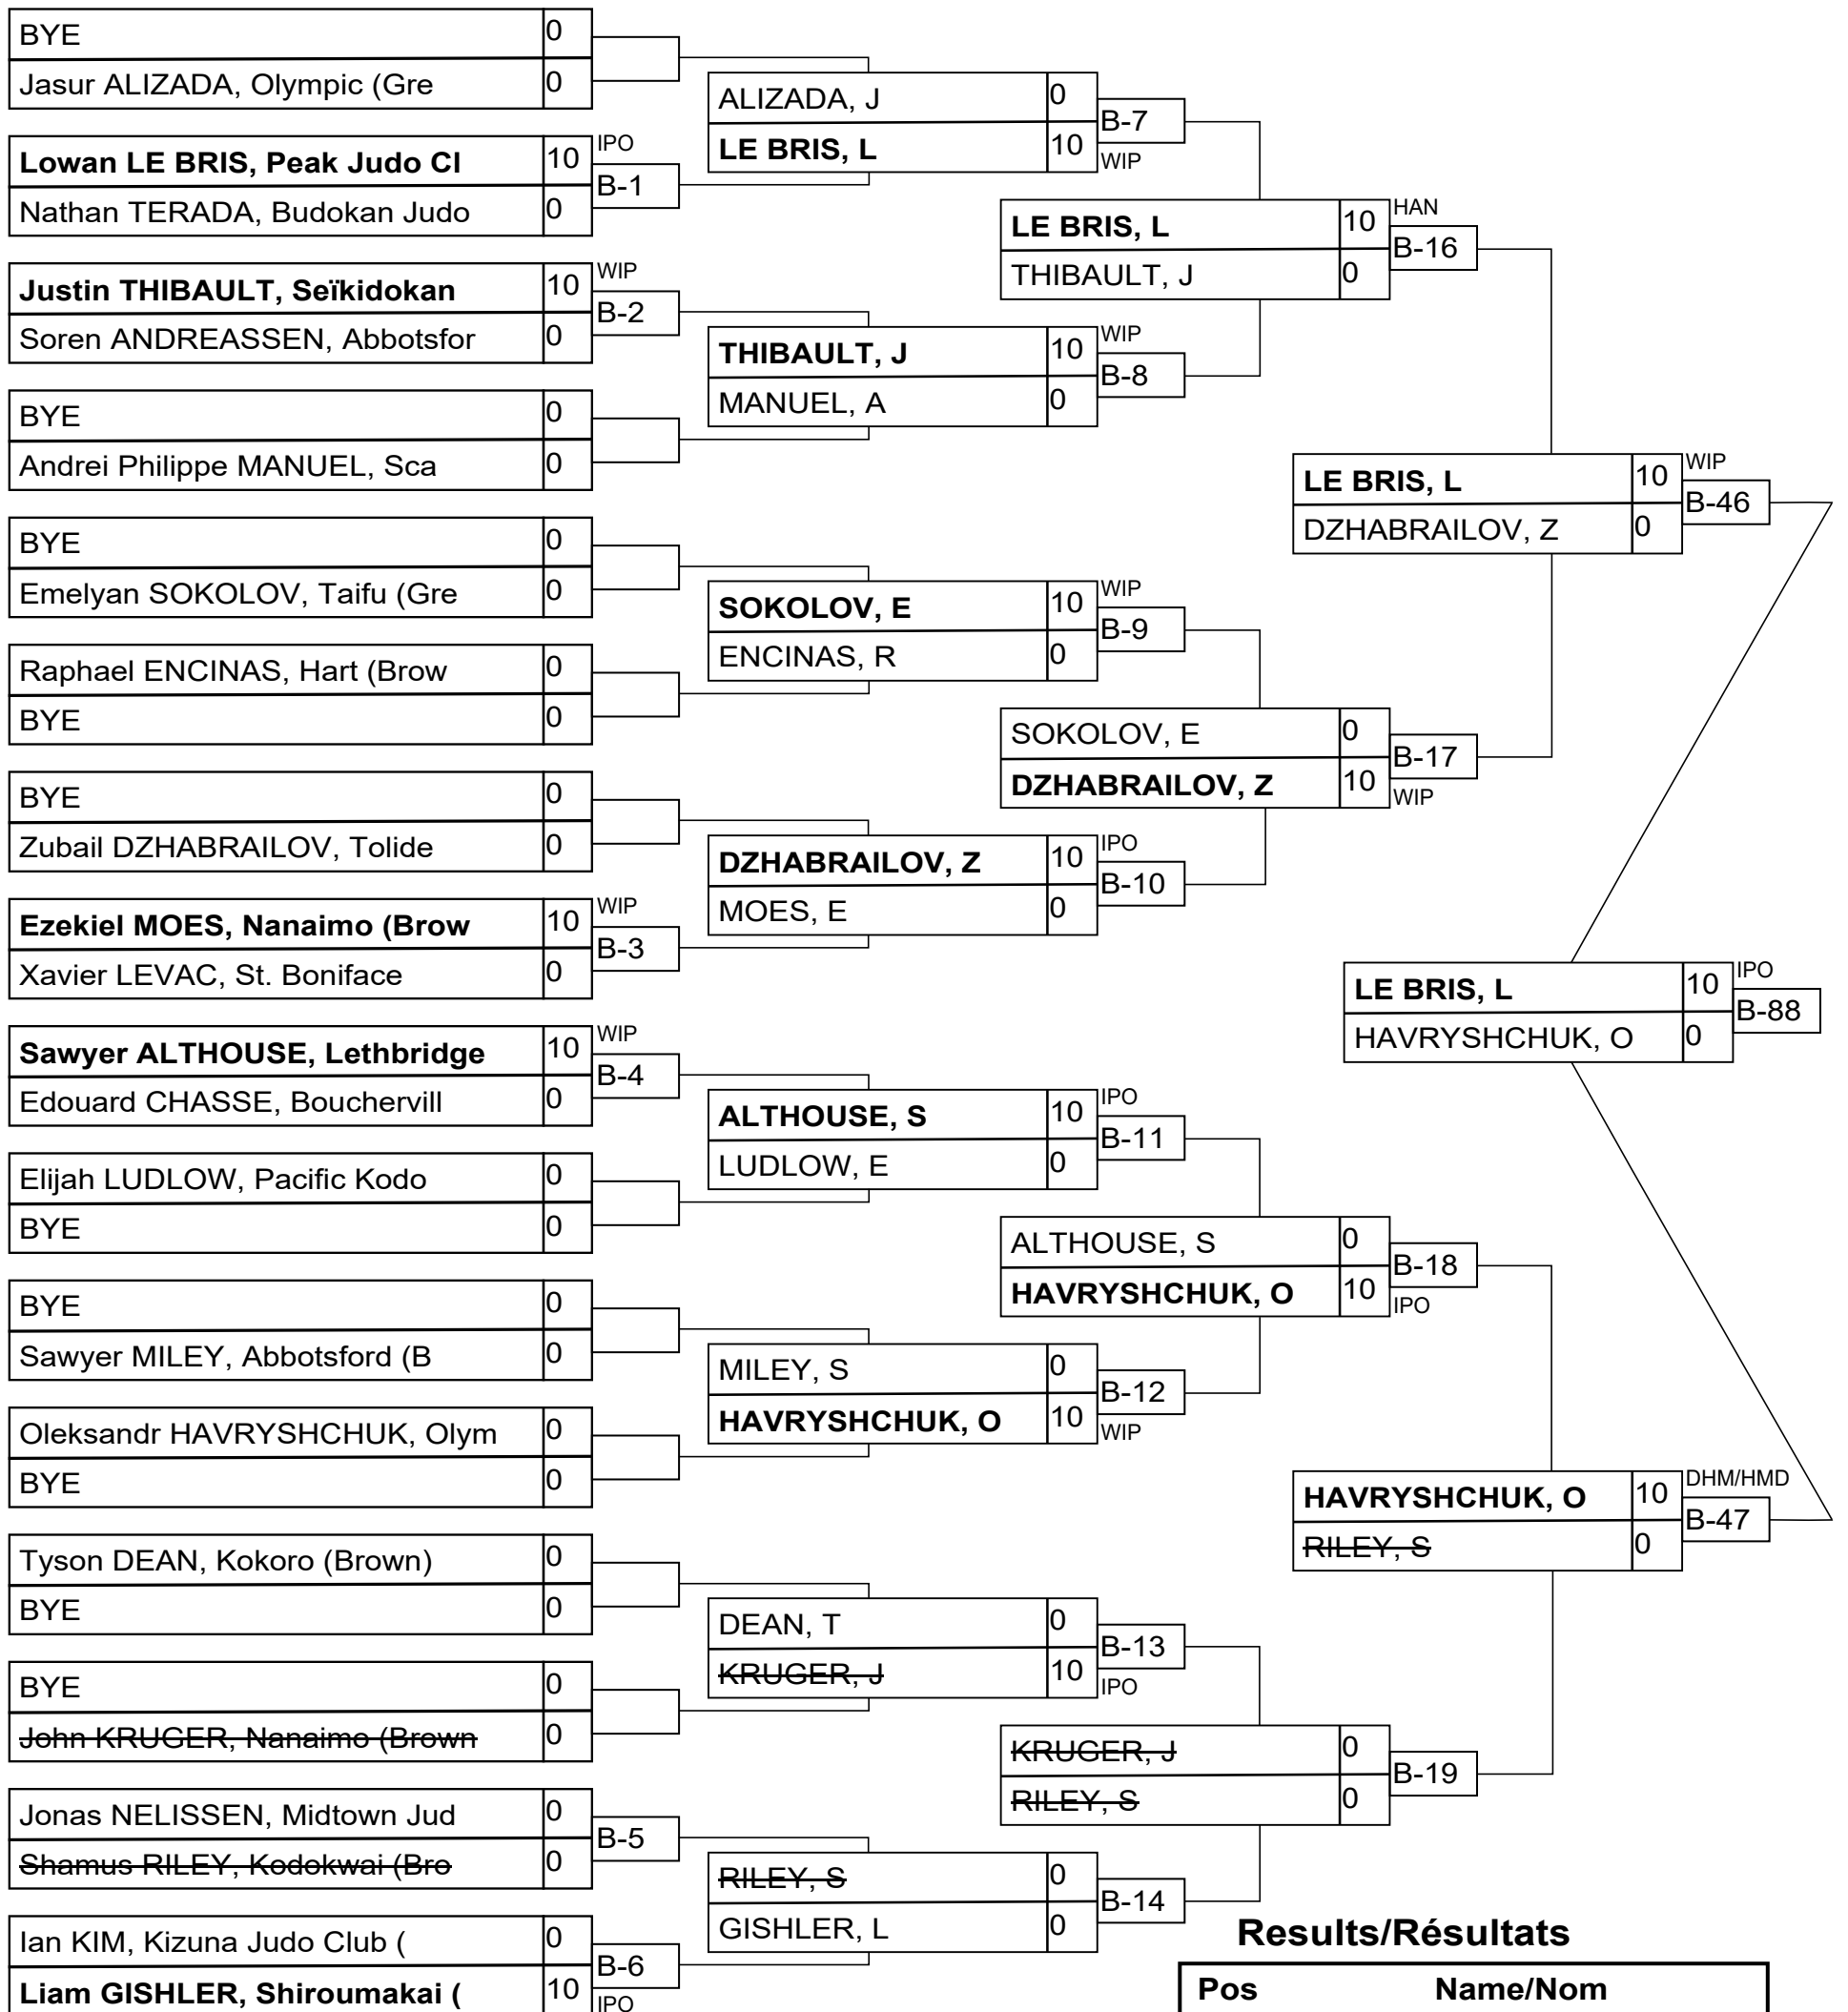 BYE 0
Jasur ALIZADA, Olympic (Gre 0
Lowan LE BRIS, Peak Judo Cl 10 IPO
B-1
Nathan TERADA, Budokan Judo 0
Justin THIBAULT, Seïkidokan 10 WIP
B-2
Soren ANDREASSEN, Abbotsfor 0
BYE 0
Andrei Philippe MANUEL, Sca 0
BYE 0
Emelyan SOKOLOV, Taifu (Gre 0
Raphael ENCINAS, Hart (Brow 0
BYE 0
BYE 0
Zubail DZHABRAILOV, Tolide 0
Ezekiel MOES, Nanaimo (Brow 10 WIP
B-3
Xavier LEVAC, St. Boniface 0
Sawyer ALTHOUSE, Lethbridge 10 WIP
B-4
Edouard CHASSE, Bouchervill 0
Elijah LUDLOW, Pacific Kodo 0
BYE 0
BYE 0
Sawyer MILEY, Abbotsford (B 0
Oleksandr HAVRYSHCHUK, Olym 0
BYE 0
Tyson DEAN, Kokoro (Brown) 0
BYE 0
BYE 0
John KRUGER, Nanaimo (Brown 0
Jonas NELISSEN, Midtown Jud 0
B-5
Shamus RILEY, Kodokwai (Bro 0
Ian KIM, Kizuna Judo Club ( 0
B-6
Liam GISHLER, Shiroumakai ( 10 IPO
ALIZADA, J 0
B-7
LE BRIS, L 10 WIP
THIBAULT, J 10 WIP
B-8
MANUEL, A 0
SOKOLOV, E 10 WIP
B-9
ENCINAS, R 0
DZHABRAILOV, Z 10 IPO
B-10
MOES, E 0
ALTHOUSE, S 10 IPO
B-11
LUDLOW, E 0
MILEY, S 0
B-12
HAVRYSHCHUK, O 10 WIP
DEAN, T 0
B-13
KRUGER, J 10 IPO
RILEY, S 0
B-14
GISHLER, L 0
LE BRIS, L 10 HAN
B-16
THIBAULT, J 0
SOKOLOV, E 0
B-17
DZHABRAILOV, Z 10 WIP
ALTHOUSE, S 0
B-18
HAVRYSHCHUK, O 10 IPO
KRUGER, J 0
B-19
RILEY, S 0
LE BRIS, L 10 WIP
B-46
DZHABRAILOV, Z 0
HAVRYSHCHUK, O 10 DHM/HMD
B-47
RILEY, S 0
LE BRIS, L 10 IPO
B-88
HAVRYSHCHUK, O 0
Results/Résultats
Pos Name/Nom